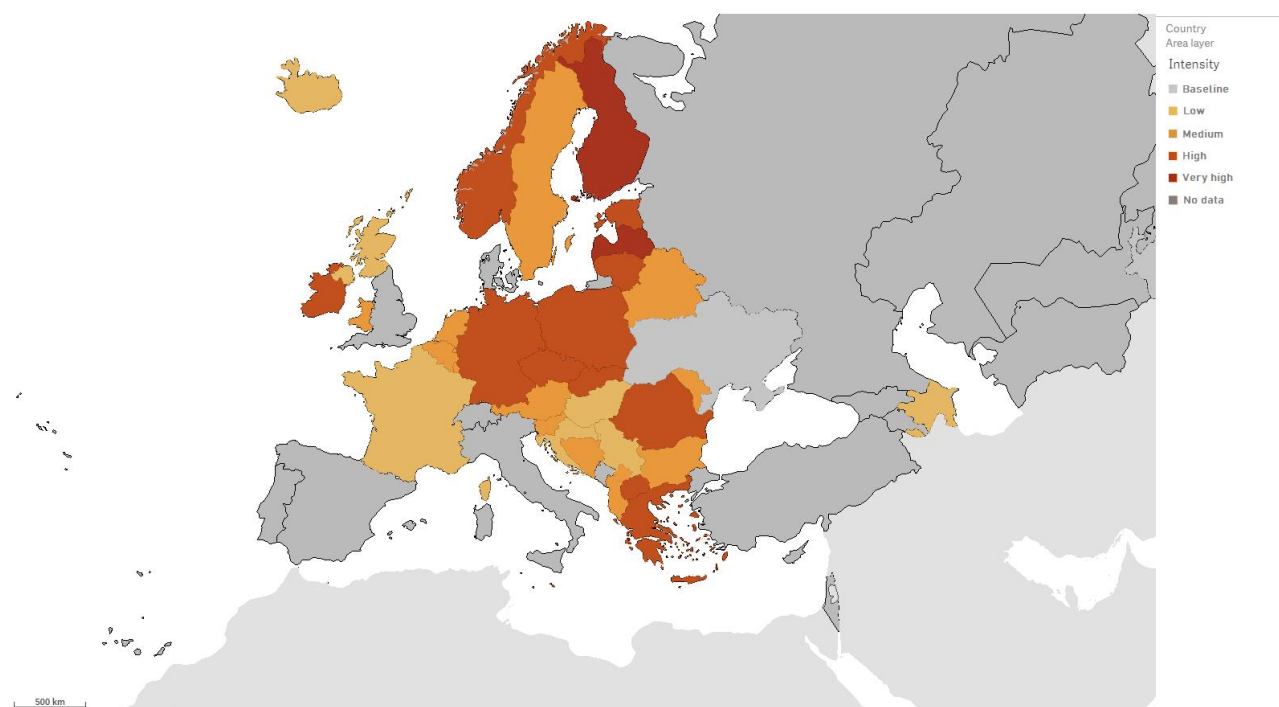 Country
Area layer
Intensity
Baseline
Low
Medium
High
Very high
No data
500 km